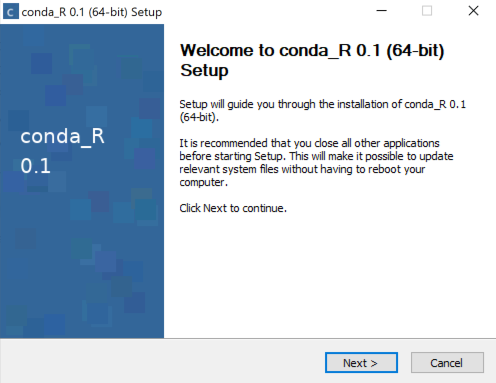 C conda_R 0.1 (64-bit) Setup
Welcome to conda_R 0.1 (64-bit)
Setup
Setup will guide you through the installation of conda_R 0.1
(64-bit).
It is recommended that you close all other applications
before starting Setup. This will make it possible to update
relevant system files without having to reboot your
computer.
Click Next to continue.
conda_R
0.1
Next >
Cancel